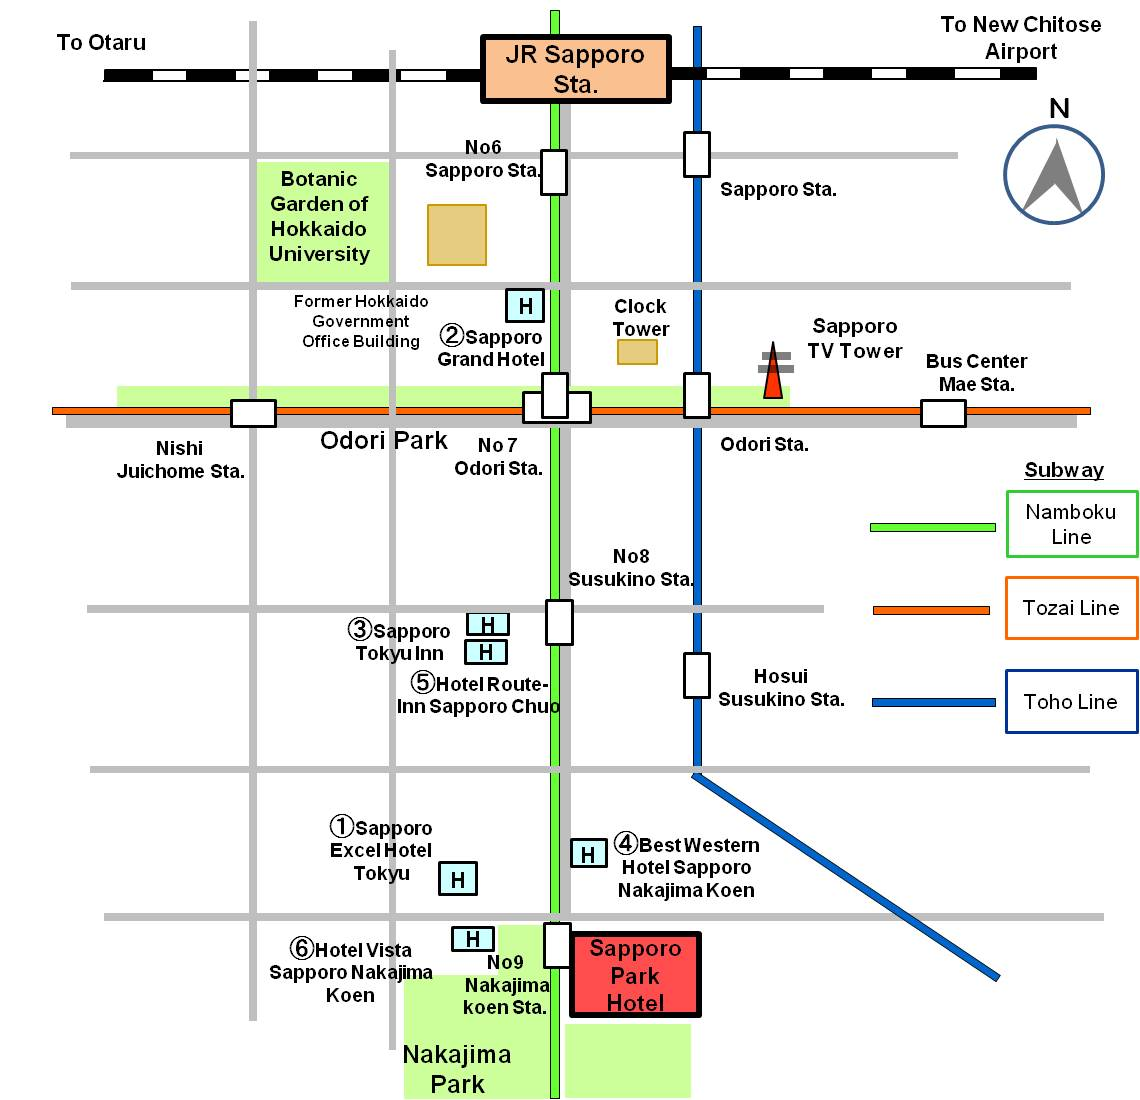 To Otaru
To New Chitose
Airport
JR Sapporo
Sta.
N
No6
Sapporo Sta.
Sapporo Sta.
Botanic
Garden of
Hokkaido
University
Former Hokkaido
Government
Office Building
H
②Sapporo
Grand Hotel
Clock
Tower
Sapporo
TV Tower
Bus Center
Mae Sta.
Nishi
Juichome Sta.
Odori Park
No 7
Odori Sta.
Odori Sta.
Subway
Namboku
Line
Tozai Line
Toho Line
No8
Susukino Sta.
③Sapporo
Tokyu Inn
H
H
⑤Hotel Route-
Inn Sapporo Chuo
Hosui
Susukino Sta.
①Sapporo
Excel Hotel
Tokyu
H
H
④Best Western
Hotel Sapporo
Nakajima Koen
⑥Hotel Vista
Sapporo Nakajima
Koen
H
No9
Nakajima
koen Sta.
Sapporo
Park
Hotel
Nakajima
Park